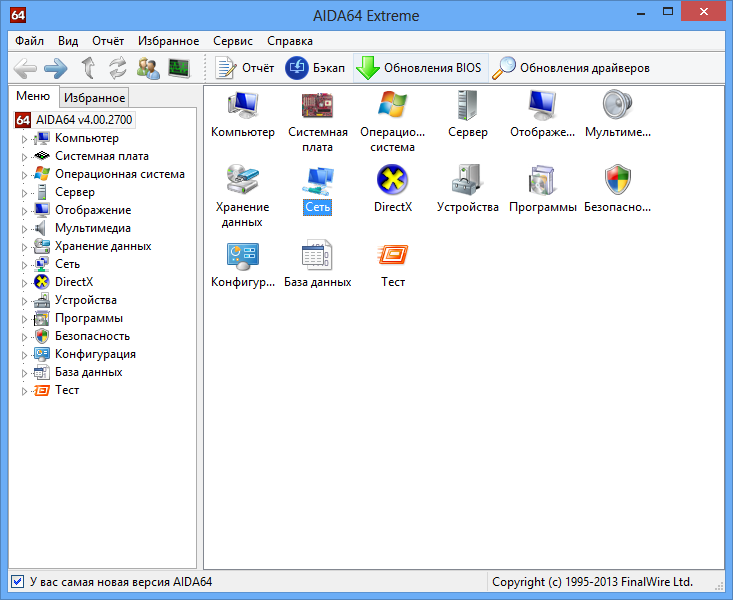 64 AIDA64 Extreme
Файл Вид Отчёт Избранное Сервис Справка
Отчёт Бэкап Обновления BIOS Обновления драйверов
Меню Избранное
64 AIDA64 v4.00.2700
Компьютер
Системная плата
Операционная система
Сервер
Отображение
Мультимедиа
Хранение данных
Сеть
DirectX
Устройства
Программы
Безопасность
Конфигурация
База данных
Тест
Компьютер Системная Операцио... Сервер Отображе... Мультиме...
плата система
Хранение Сеть DirectX Устройства Программы Безопасно...
данных
Конфигур... База данных Тест
У вас самая новая версия AIDA64 Copyright (c) 1995-2013 FinalWire Ltd.